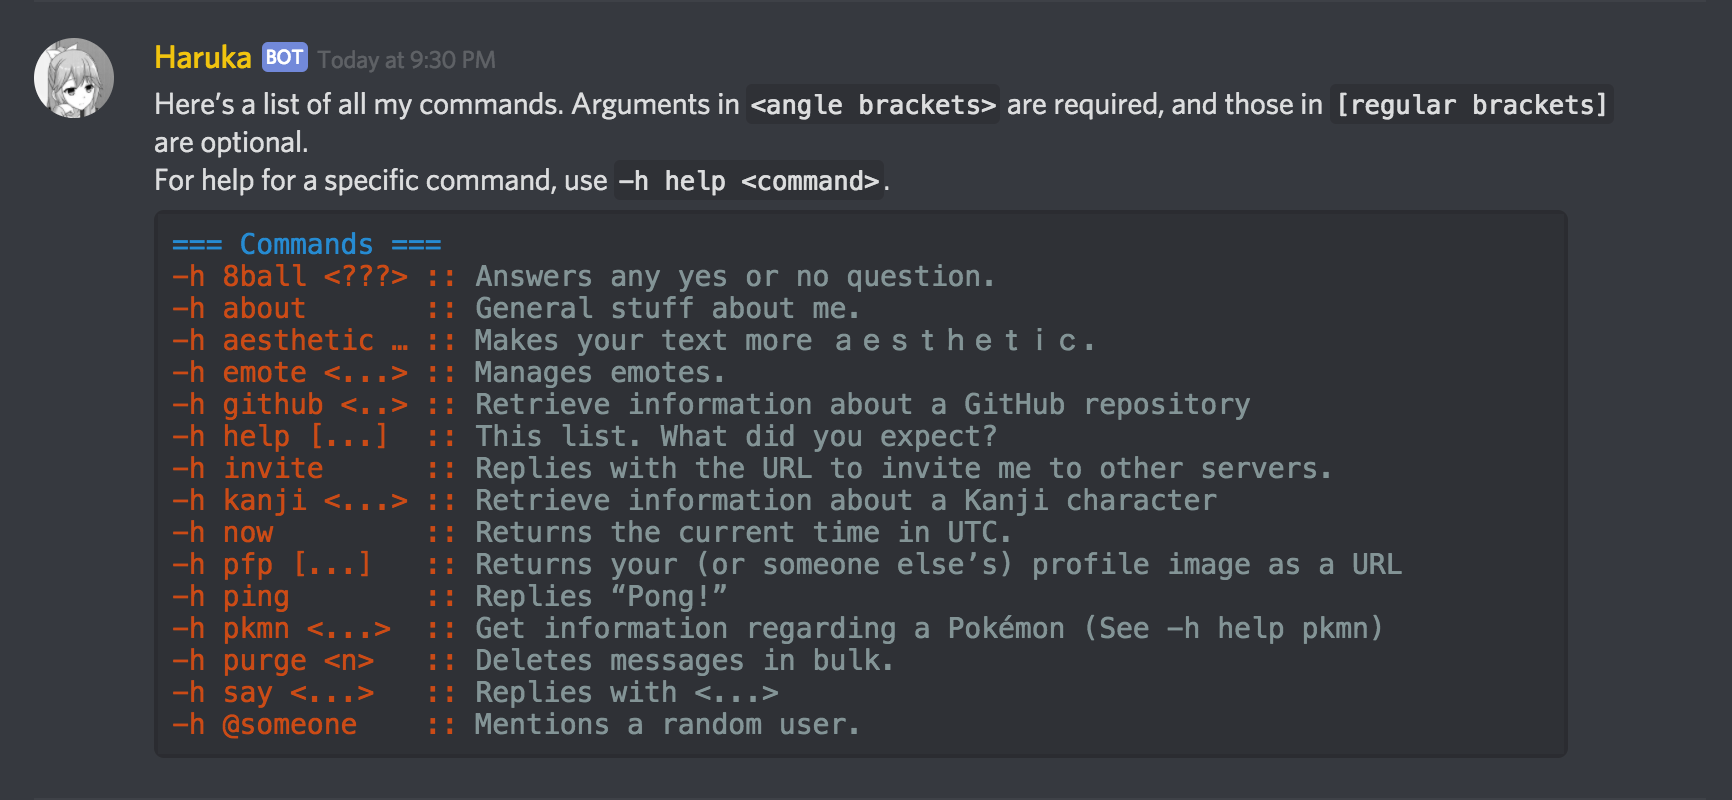 Haruka BOT Today at 9:30 PM
Here’s a list of all my commands. Arguments in <angle brackets> are required, and those in [regular brackets]
are optional.
For help for a specific command, use -h help <command>.
=== Commands ===
-h 8ball <???> :: Answers any yes or no question.
-h about       :: General stuff about me.
-h aesthetic … :: Makes your text more ａｅｓｔｈｅｔｉｃ.
-h emote <...> :: Manages emotes.
-h github <..> :: Retrieve information about a GitHub repository
-h help [...]  :: This list. What did you expect?
-h invite      :: Replies with the URL to invite me to other servers.
-h kanji <...> :: Retrieve information about a Kanji character
-h now         :: Returns the current time in UTC.
-h pfp [...]   :: Returns your (or someone else’s) profile image as a URL
-h ping        :: Replies “Pong!”
-h pkmn <...>  :: Get information regarding a Pokémon (See -h help pkmn)
-h purge <n>   :: Deletes messages in bulk.
-h say <...>   :: Replies with <...>
-h @someone    :: Mentions a random user.